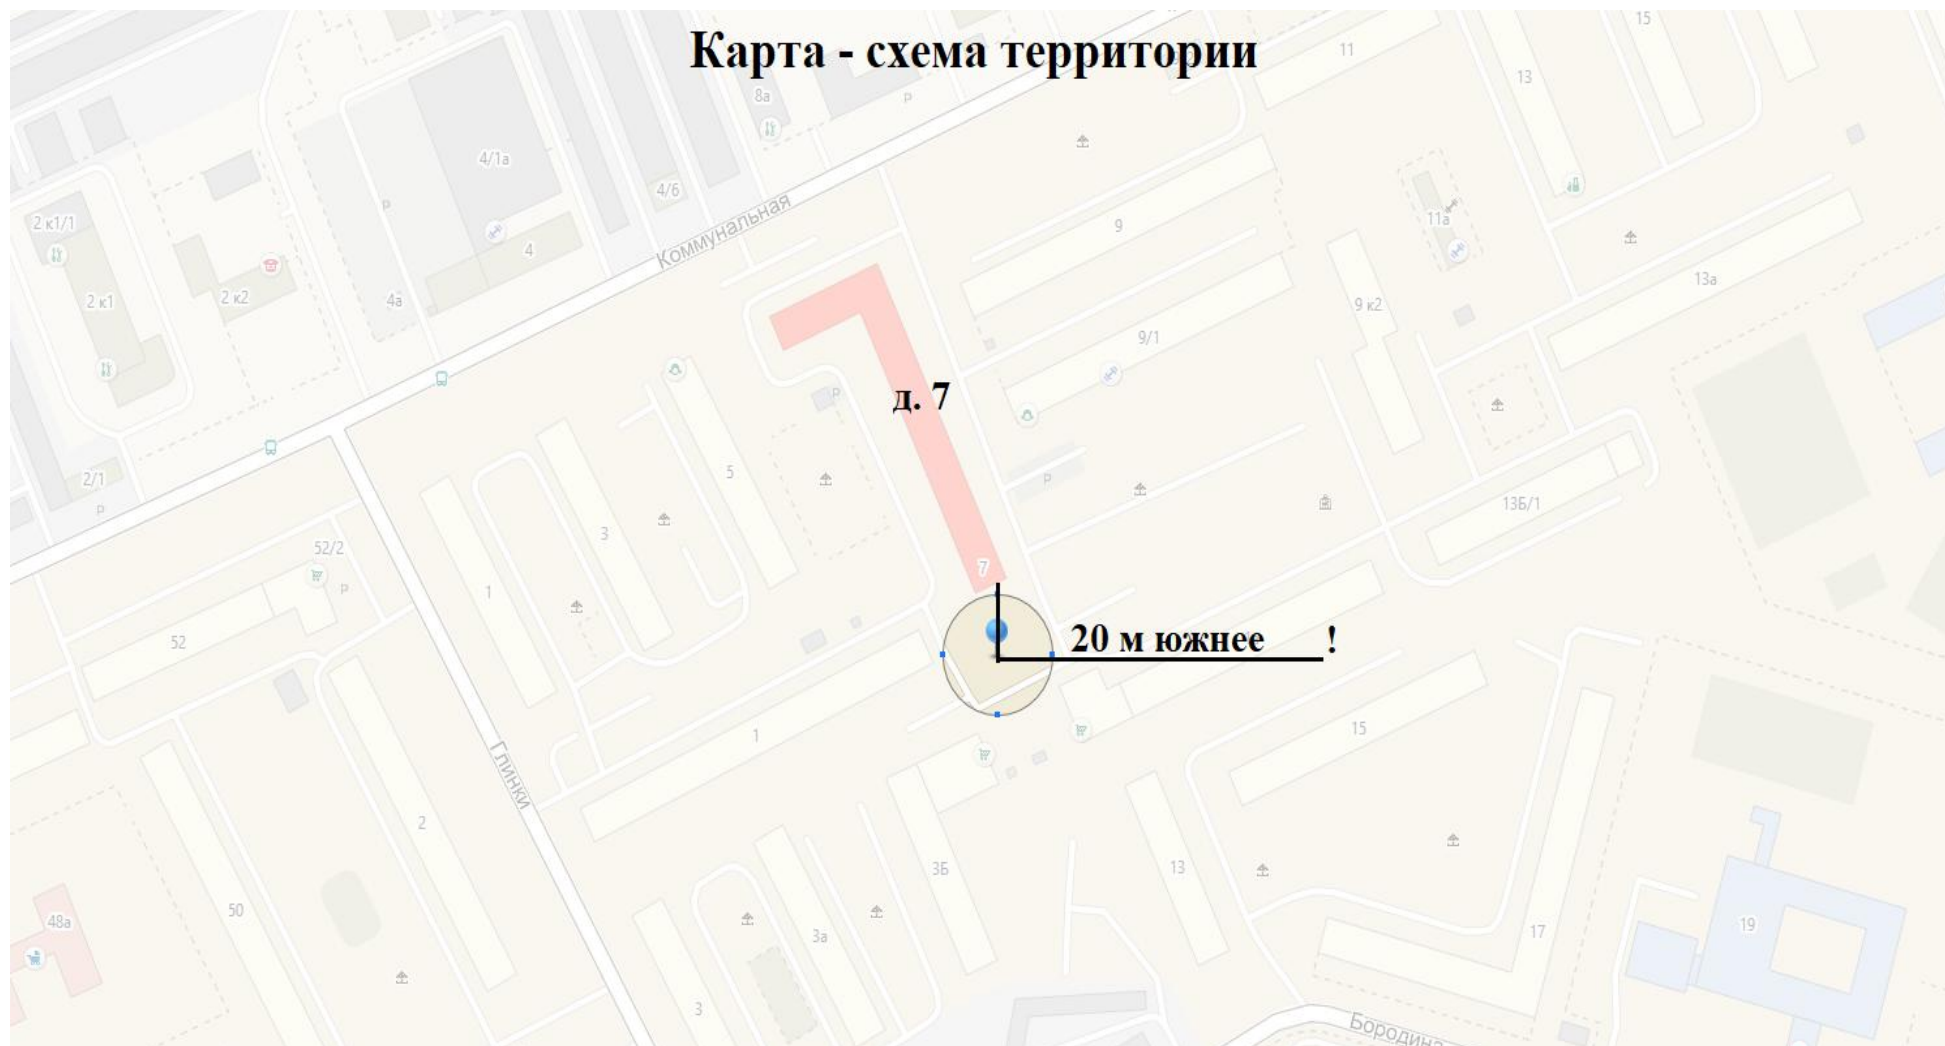 Карта - схема территории
15
11
13
8а
Р
4/1а
4/6
Р
2 к1/1
Коммунальная
9
11а
4
2 к1
2 к2
4а
13а
9 к2
9/1
Р
д. 7
5
2/1
Р
Р
13Б/1
3
52/2
7
Р
1
52
20 м южнее !
1
15
Глинки
2
3Б
13
50
48а
3а
17
19
3
Бородина